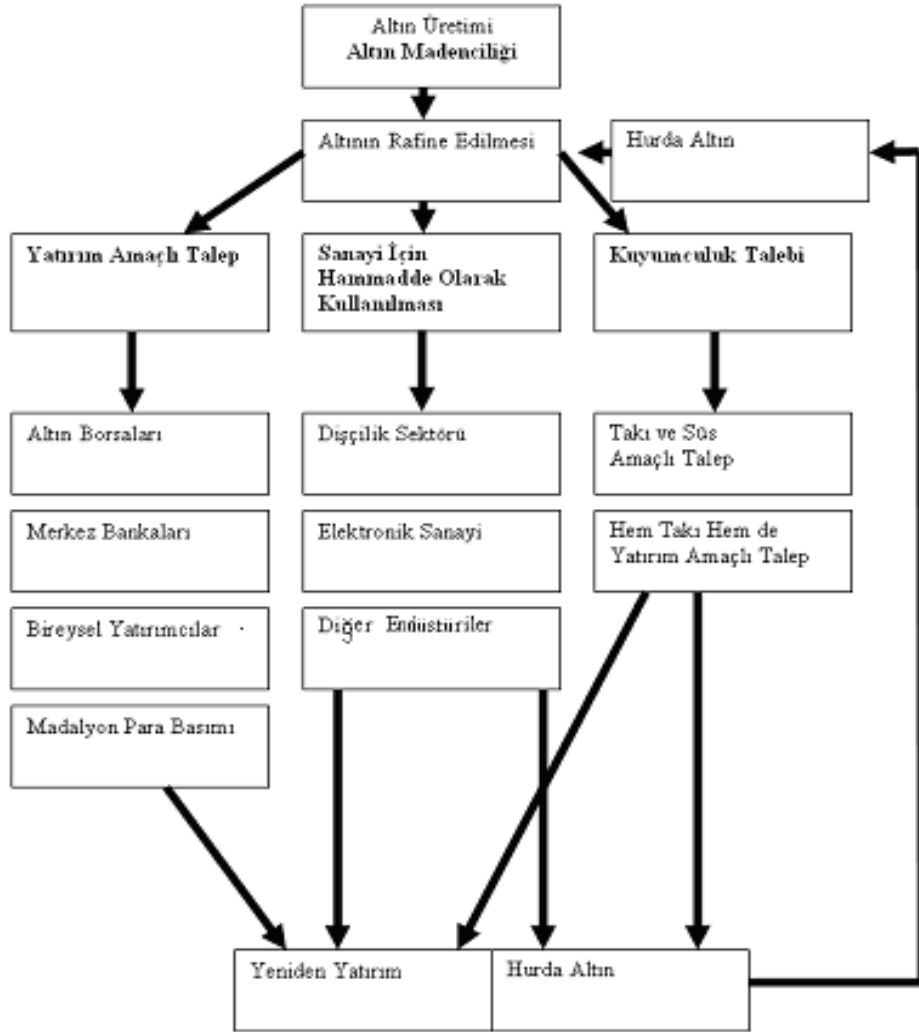 Altın Üretimi
Altın Madenciliği
Altının Rafine Edilmesi
Hurda Altın
Yatırım Amaçlı Talep
Sanayi İçin
Hammadde Olarak
Kullanılması
Kuyumculuk Talebi
Altın Borsaları
Dişçilik Sektörü
Takı ve Süs
Amaçlı Talep
Merkez Bankaları
Elektronik Sanayi
Hem Takı Hem de
Yatırım Amaçlı Talep
Bireysel Yatırımcılar
Diğer Endüstüriler
Madalyon Para Basımı
Yeniden Yatırım
Hurda Altın